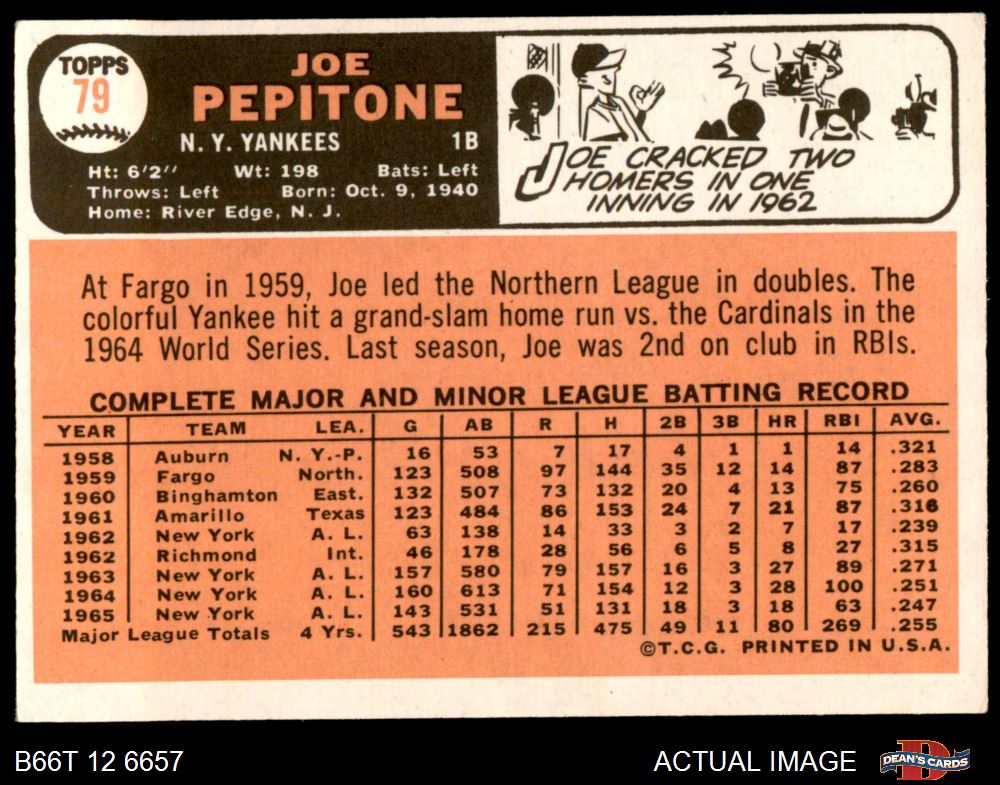 TOPPS
79
JOE
PEPITONE
N. Y. YANKEES 1B
Ht: 6'2" Wt: 198 Bats: Left
Throws: Left Born: Oct. 9, 1940
Home: River Edge, N. J.
JOE CRACKED TWO
HOMERS IN ONE
INNING IN 1962
At Fargo in 1959, Joe led the Northern League in doubles. The
colorful Yankee hit a grand-slam home run vs. the Cardinals in the
1964 World Series. Last season, Joe was 2nd on club in RBIs.
COMPLETE MAJOR AND MINOR LEAGUE BATTING RECORD
YEAR TEAM LEA. G AB R H 2B 3B HR RBI AVG.
1958 Auburn N. Y.-P. 16 53 7 17 4 1 1 14 .321
1959 Fargo North. 123 508 97 144 35 12 14 87 .283
1960 Binghamton East. 132 507 73 132 20 4 13 75 .260
1961 Amarillo Texas 123 484 86 153 24 7 21 87 .316
1962 New York A. L. 63 138 14 33 3 2 7 17 .239
1962 Richmond Int. 46 178 28 56 6 5 8 27 .315
1963 New York A. L. 157 580 79 157 16 3 27 89 .271
1964 New York A. L. 160 613 71 154 12 3 28 100 .251
1965 New York A. L. 143 531 51 131 18 3 18 63 .247
Major League Totals 4 Yrs. 543 1862 215 475 49 11 80 269 .255
©T.C.G. PRINTED IN U.S.A.
B66T 12 6657 ACTUAL IMAGE
DEAN'S CARDS